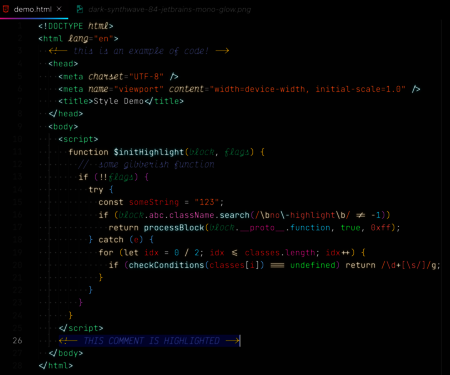 demo.html × dark-synthwave-84-jetbrains-mono-glow.png
<!DOCTYPE html>
<html lang="en">
<!-- this is an example of code! -->
<head>
<meta charset="UTF-8" />
<meta name="viewport" content="width=device-width, initial-scale=1.0" />
<title>Style Demo</title>
</head>
<body>
<script>
function $initHighlight(block, flags) {
// some gibberish function
if (!!flags) {
try {
const someString = "123";
if (block.abc.className.search(/\bno\-highlight\b/ != -1))
return processBlock(block.__proto__.function, true, 0xff);
} catch (e) {
for (let idx = 0 / 2; idx <= classes.length; idx++) {
if (checkConditions(classes[i]) === undefined) return /\d+[\s/]/g;
}
}
}
}
</script>
26 <!-- THIS COMMENT IS HIGHLIGHTED -->
</body>
</html>